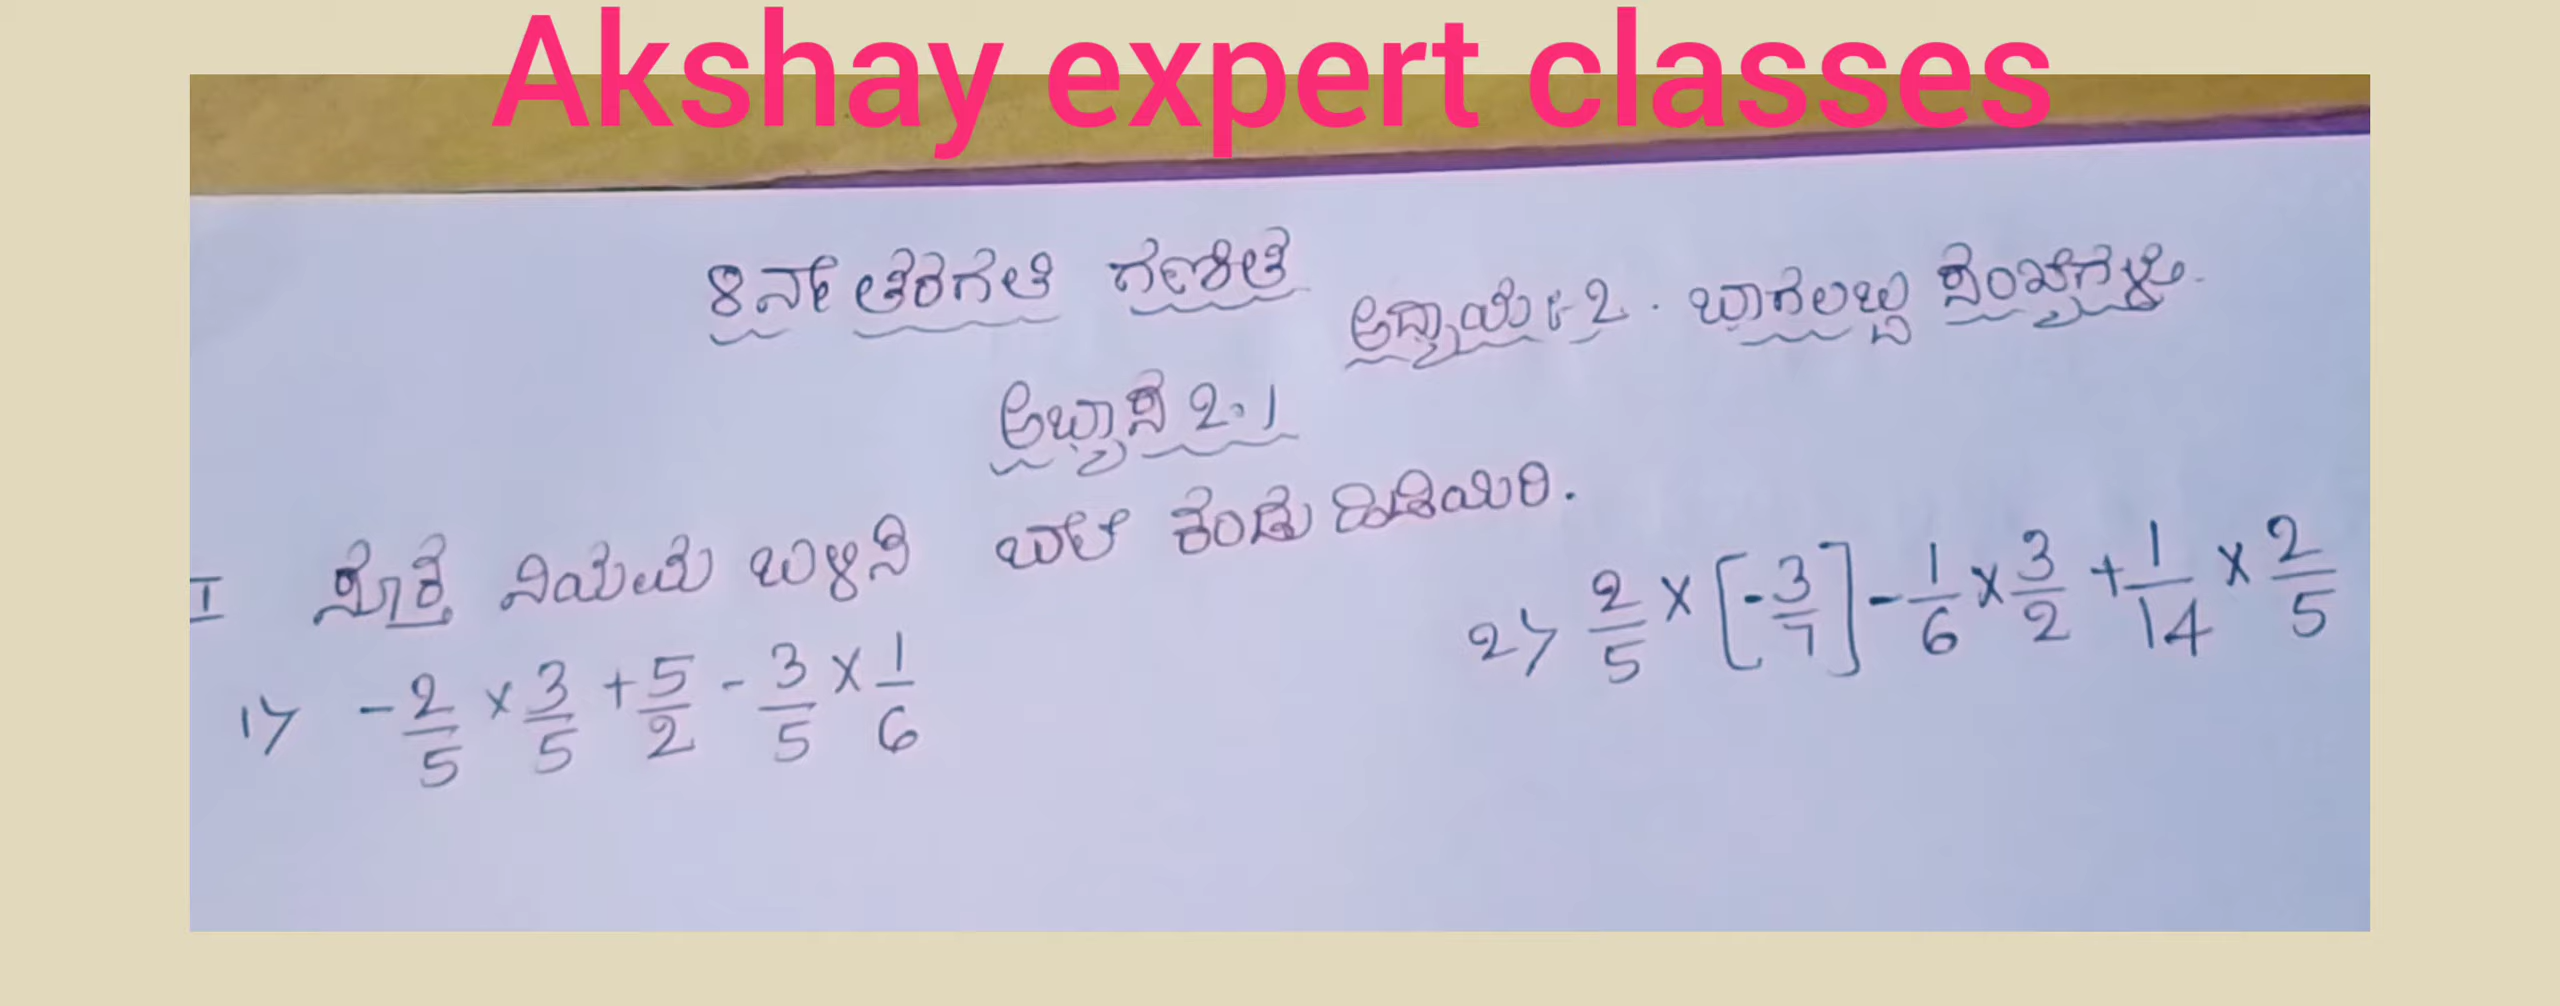 Akshay expert classes
8ನೇ ತರಗತಿ ಗಣಿತ
ಅಧ್ಯಾಯ - 2. ಭಾಗಲಬ್ಧ ಸಂಖ್ಯೆಗಳು.
ಅಭ್ಯಾಸ 2.1
I ಸೂಕ್ತ ನಿಯಮ ಬಳಸಿ ಬೆಲೆ ಕಂಡುಹಿಡಿಯಿರಿ.
1) -2/5 × 3/5 + 5/2 - 3/5 × 1/6
2) 2/5 × [-3/7] - 1/6 × 3/2 + 1/14 × 2/5